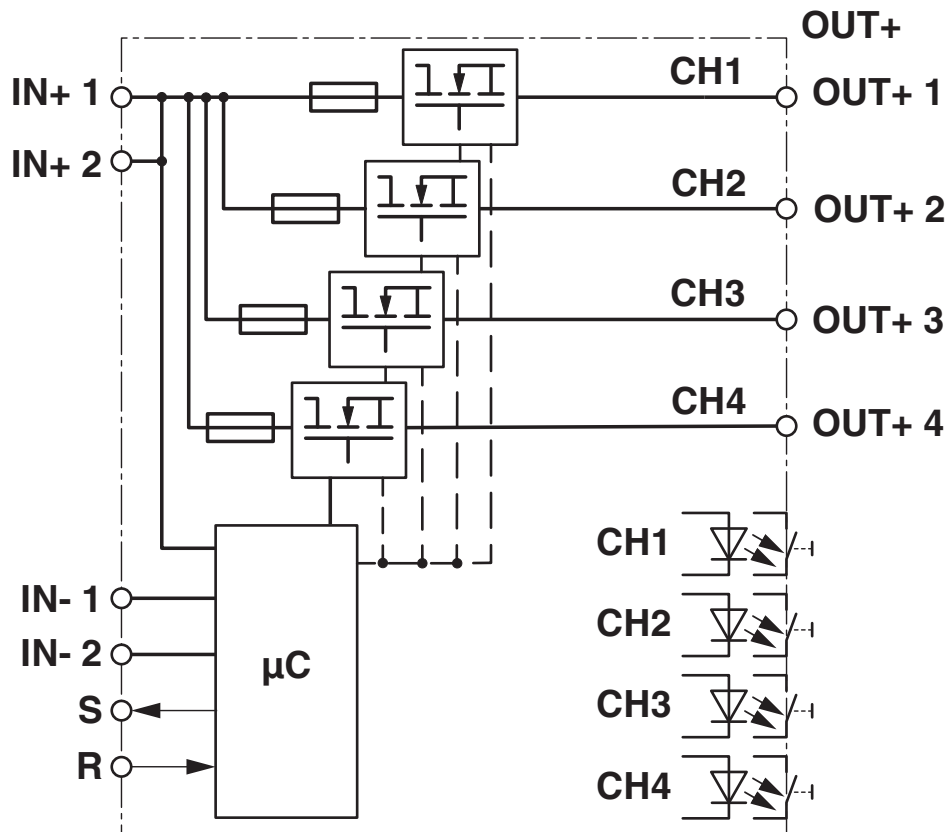 OUT+
IN+ 1
CH1
OUT+ 1
IN+ 2
CH2
OUT+ 2
CH3
OUT+ 3
CH4
OUT+ 4
CH1
IN- 1
CH2
IN- 2
µC
CH3
S
R
CH4